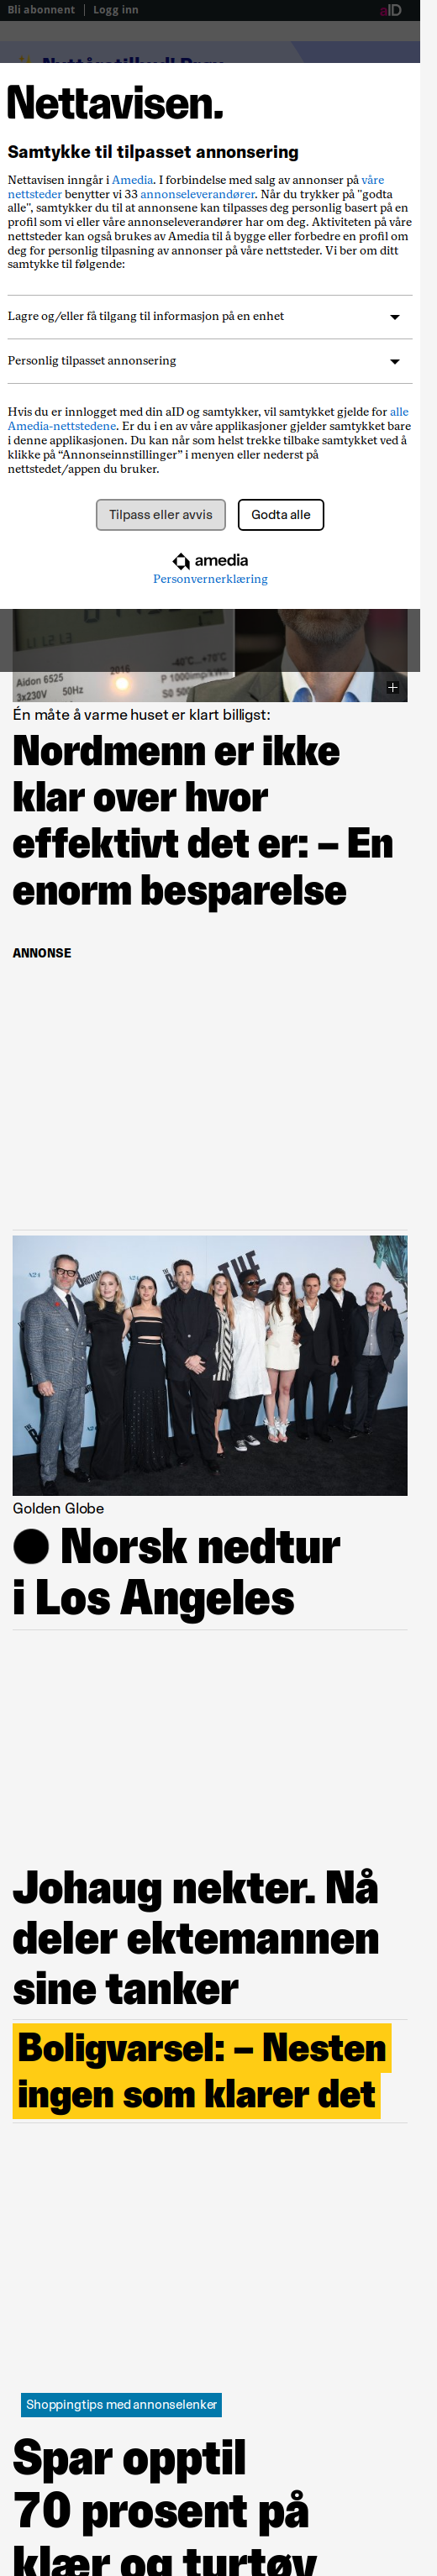 Bli abonnent | Logg inn aID
Nettavisen.
Samtykke til tilpasset annonsering
Nettavisen inngår i Amedia. I forbindelse med salg av annonser på våre
nettsteder benytter vi 33 annonseleverandører. Når du trykker på "godta
alle", samtykker du til at annonsene kan tilpasses deg personlig basert på en
profil som vi eller våre annonseleverandører har om deg. Aktiviteten på våre
nettsteder kan også brukes av Amedia til å bygge eller forbedre en profil om
deg for personlig tilpasning av annonser på våre nettsteder. Vi ber om ditt
samtykke til følgende:
Lagre og/eller få tilgang til informasjon på en enhet
Personlig tilpasset annonsering
Hvis du er innlogget med din aID og samtykker, vil samtykket gjelde for alle
Amedia-nettstedene. Er du i en av våre applikasjoner gjelder samtykket bare
i denne applikasjonen. Du kan når som helst trekke tilbake samtykket ved å
klikke på “Annonseinnstillinger” i menyen eller nederst på
nettstedet/appen du bruker.
Tilpass eller avvis
Godta alle
amedia
Personvernerklæring
Aidon 6525
3x230V 50Hz
2016
-40°C...+70°C
P 1000imp/kWh
S0 500
Én måte å varme huset er klart billigst:
Nordmenn er ikke
klar over hvor
effektivt det er: – En
enorm besparelse
ANNONSE
THE
Golden Globe
Norsk nedtur
i Los Angeles
Johaug nekter. Nå
deler ektemannen
sine tanker
Boligvarsel: – Nesten
ingen som klarer det
Shoppingtips med annonselenker
Spar opptil
70 prosent på
klær og turtøy